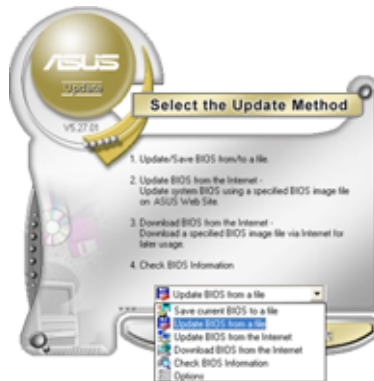 ASUS
Update
V5.27.01
Select the Update Method
1. Update/Save BIOS from/to a file.
2. Update BIOS from the Internet -
Update system BIOS using a specified BIOS image file
on ASUS Web Site.
3. Download BIOS from the Internet -
Download a specified BIOS image file via Internet for
later usage.
4. Check BIOS Information
Update BIOS from a file
Save current BIOS to a file
Update BIOS from a file
Update BIOS from the Internet
Download BIOS from the Internet
Check BIOS Information
Options